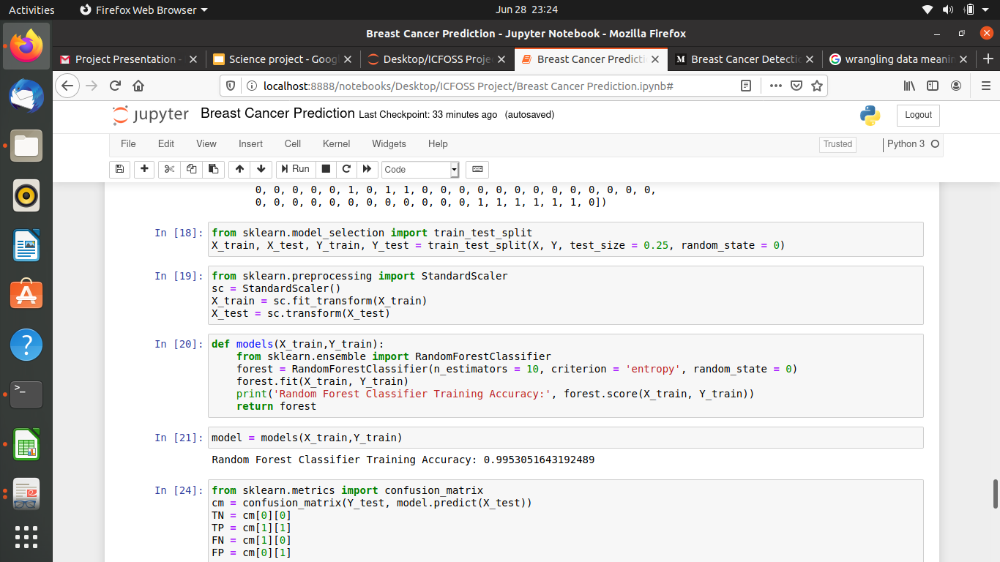 Activities
Firefox Web Browser
Jun 28 23:24
Breast Cancer Prediction - Jupyter Notebook - Mozilla Firefox
Project Presentation -
Science project - Goog
Desktop/ICFOSS Proje
Breast Cancer Predicti
M
Breast Cancer Detectio
G
wrangling data meanin
localhost:8888/notebooks/Desktop/ICFOSS Project/Breast Cancer Prediction.ipynb#
jupyter
Breast Cancer Prediction Last Checkpoint: 33 minutes ago (autosaved)
Logout
File
Edit
View
Insert
Cell
Kernel
Widgets
Help
Trusted
Python 3
Run
Code
0, 0, 0, 0, 0, 1, 0, 1, 1, 0, 0, 0, 0, 0, 0, 0, 0, 0, 0, 0, 0, 0,
0, 0, 0, 0, 0, 0, 0, 0, 0, 0, 0, 0, 1, 1, 1, 1, 1, 1, 0])
In [18]:
from sklearn.model_selection import train_test_split
X_train, X_test, Y_train, Y_test = train_test_split(X, Y, test_size = 0.25, random_state = 0)
In [19]:
from sklearn.preprocessing import StandardScaler
sc = StandardScaler()
X_train = sc.fit_transform(X_train)
X_test = sc.transform(X_test)
In [20]:
def models(X_train,Y_train):
    from sklearn.ensemble import RandomForestClassifier
    forest = RandomForestClassifier(n_estimators = 10, criterion = 'entropy', random_state = 0)
    forest.fit(X_train, Y_train)
    print('Random Forest Classifier Training Accuracy:', forest.score(X_train, Y_train))
    return forest
In [21]:
model = models(X_train,Y_train)
Random Forest Classifier Training Accuracy: 0.9953051643192489
In [24]:
from sklearn.metrics import confusion_matrix
cm = confusion_matrix(Y_test, model.predict(X_test))
TN = cm[0][0]
TP = cm[1][1]
FN = cm[1][0]
FP = cm[0][1]